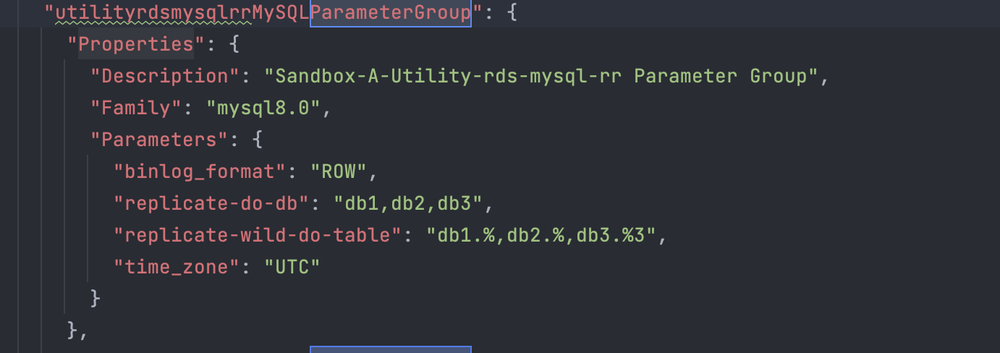 "utilityrdsmysqlrrMySQLParameterGroup": {
"Properties": {
"Description": "Sandbox-A-Utility-rds-mysql-rr Parameter Group",
"Family": "mysql8.0",
"Parameters": {
"binlog_format": "ROW",
"replicate-do-db": "db1,db2,db3",
"replicate-wild-do-table": "db1.%,db2.%,db3.%3",
"time_zone": "UTC"
}
},